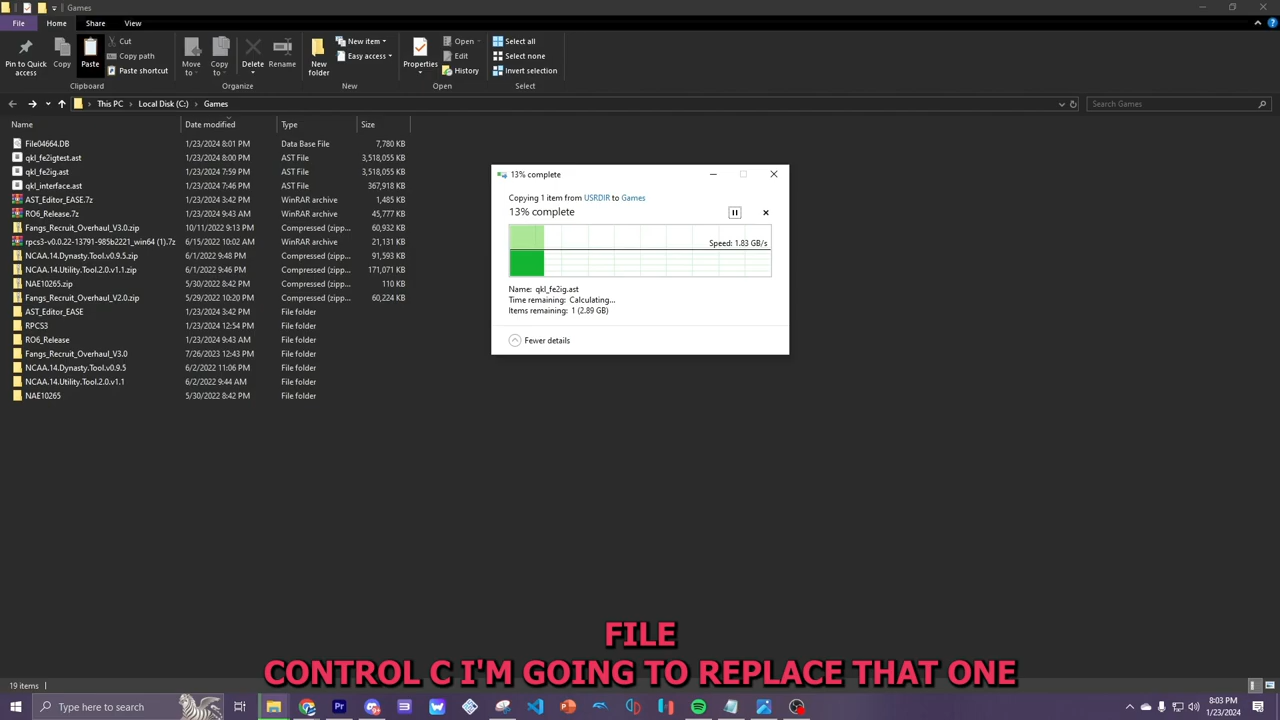 Games
File
Home
Share
View
Pin to Quick access
Copy
Paste
Cut
Copy path
Paste shortcut
Clipboard
Move to
Copy to
Delete
Rename
Organize
New folder
New item
Easy access
New
Properties
Open
Edit
History
Open
Select all
Select none
Invert selection
Select
This PC
Local Disk (C:)
Games
Search Games
Name Date modified Type Size
File04664.DB 1/23/2024 8:01 PM Data Base File 7,780 KB
qkl_fe2igtest.ast 1/23/2024 8:00 PM AST File 3,518,055 KB
qkl_fe2ig.ast 1/23/2024 7:59 PM AST File 3,518,055 KB
qkl_interface.ast 1/23/2024 7:46 PM AST File 367,918 KB
AST_Editor_EASE.7z 1/23/2024 3:42 PM WinRAR archive 1,485 KB
RO6_Release.7z 1/23/2024 9:43 AM WinRAR archive 45,777 KB
Fangs_Recruit_Overhaul_V3.0.zip 10/11/2022 9:13 PM Compressed (zipp... 60,932 KB
rpcs3-v0.0.22-13791-985b2221_win64 (1).7z 6/15/2022 10:02 AM WinRAR archive 21,131 KB
NCAA.14.Dynasty.Tool.v0.9.5.zip 6/1/2022 9:48 PM Compressed (zipp... 91,593 KB
NCAA.14.Utility.Tool.2.0.v1.1.zip 6/1/2022 9:46 PM Compressed (zipp... 171,071 KB
NAE10265.zip 5/30/2022 8:42 PM Compressed (zipp... 110 KB
Fangs_Recruit_Overhaul_V2.0.zip 5/29/2022 10:20 PM Compressed (zipp... 60,224 KB
AST_Editor_EASE 1/23/2024 3:42 PM File folder
RPCS3 1/23/2024 12:54 PM File folder
RO6_Release 1/23/2024 9:43 AM File folder
Fangs_Recruit_Overhaul_V3.0 7/26/2023 12:43 PM File folder
NCAA.14.Dynasty.Tool.v0.9.5 6/2/2022 11:06 PM File folder
NCAA.14.Utility.Tool.2.0.v1.1 6/2/2022 9:44 AM File folder
NAE10265 5/30/2022 8:42 PM File folder
13% complete
Copying 1 item from USRDIR to Games
13% complete
Speed: 1.83 GB/s
Name: qkl_fe2ig.ast
Time remaining: Calculating...
Items remaining: 1 (2.89 GB)
Fewer details
FILE
CONTROL C I'M GOING TO REPLACE THAT ONE
19 items
Type here to search
Pr
8:03 PM
1/23/2024